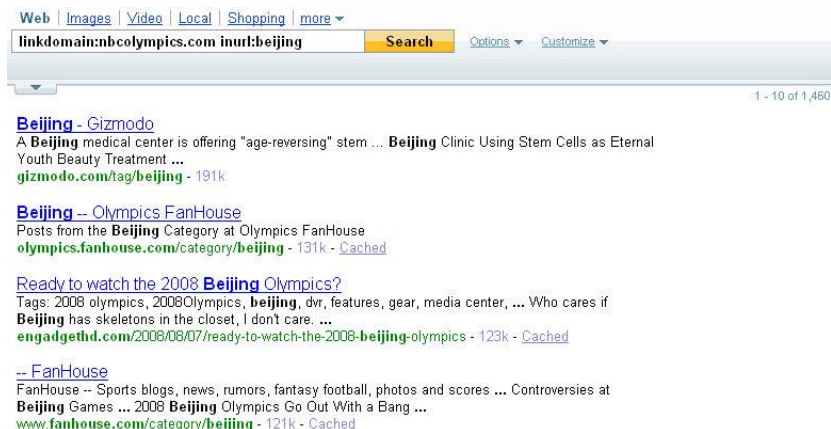 Web | Images | Video | Local | Shopping | more
linkdomain:nbcolympics.com inurl:beijing Search Options Customize
1 - 10 of 1,460
Beijing - Gizmodo
A Beijing medical center is offering "age-reversing" stem ... Beijing Clinic Using Stem Cells as Eternal
Youth Beauty Treatment ...
gizmodo.com/tag/beijing - 191k
Beijing -- Olympics FanHouse
Posts from the Beijing Category at Olympics FanHouse
olympics.fanhouse.com/category/beijing - 131k - Cached
Ready to watch the 2008 Beijing Olympics?
Tags: 2008 olympics, 2008Olympics, beijing, dvr, features, gear, media center, ... Who cares if
Beijing has skeletons in the closet, I don't care. ...
engadgethd.com/2008/08/07/ready-to-watch-the-2008-beijing-olympics - 123k - Cached
-- FanHouse
FanHouse -- Sports blogs, news, rumors, fantasy football, photos and scores ... Controversies at
Beijing Games ... 2008 Beijing Olympics Go Out With a Bang ...
www.fanhouse.com/category/beijing - 121k - Cached